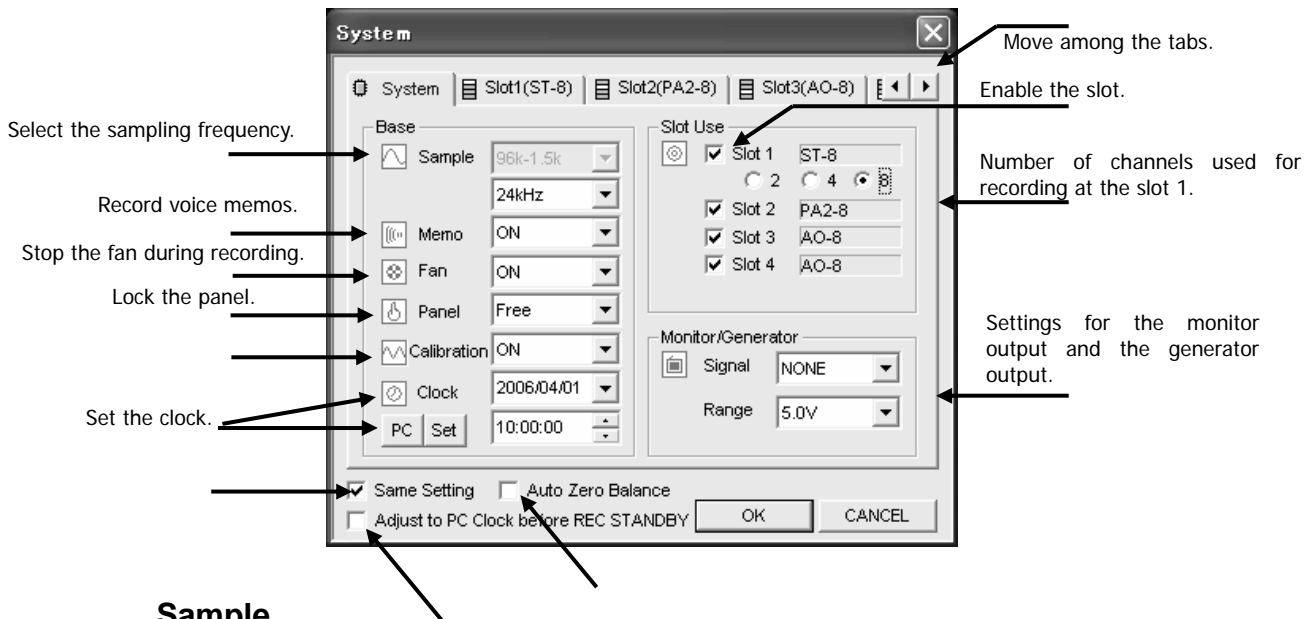 System
Move among the tabs.
System Slot1(ST-8) Slot2(PA2-8) Slot3(AO-8)
Enable the slot.
Select the sampling frequency.
Base
Slot Use
Sample 96k-1.5k
Slot 1 ST-8
Number of channels used for
recording at the slot 1.
2 4 8
24kHz
Slot 2 PA2-8
Record voice memos.
Memo ON
Slot 3 AO-8
Stop the fan during recording.
Fan ON
Slot 4 AO-8
Lock the panel.
Panel Free
Settings for the monitor
output and the generator
output.
Calibration ON
Monitor/Generator
Signal NONE
Clock 2006/04/01
Range 5.0V
Set the clock.
PC Set 10:00:00
Same Setting Auto Zero Balance
Adjust to PC Clock before REC STANDBY OK CANCEL
Sample